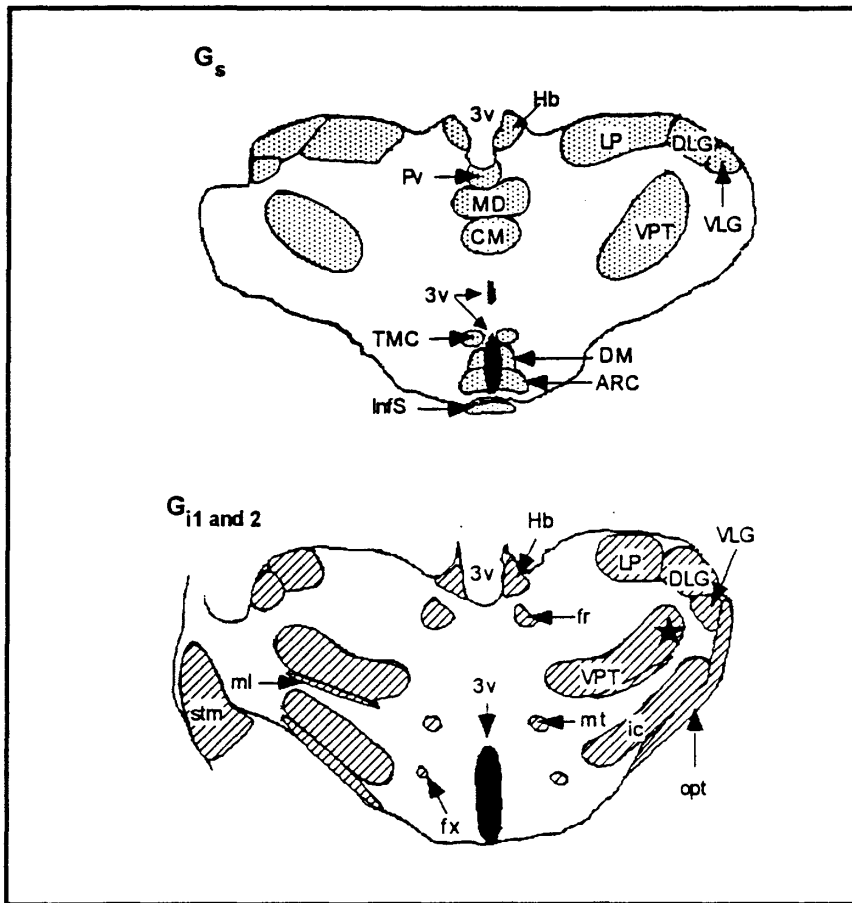 Gs
3v
Hb
LP
DLG
Pv
MD
VLG
CM
VPT
3v
TMC
DM
ARC
InfS
Gi1 and 2
Hb
VLG
3v
LP
DLG
fr
ml
VPT
3v
stm
mt
ic
opt
fx